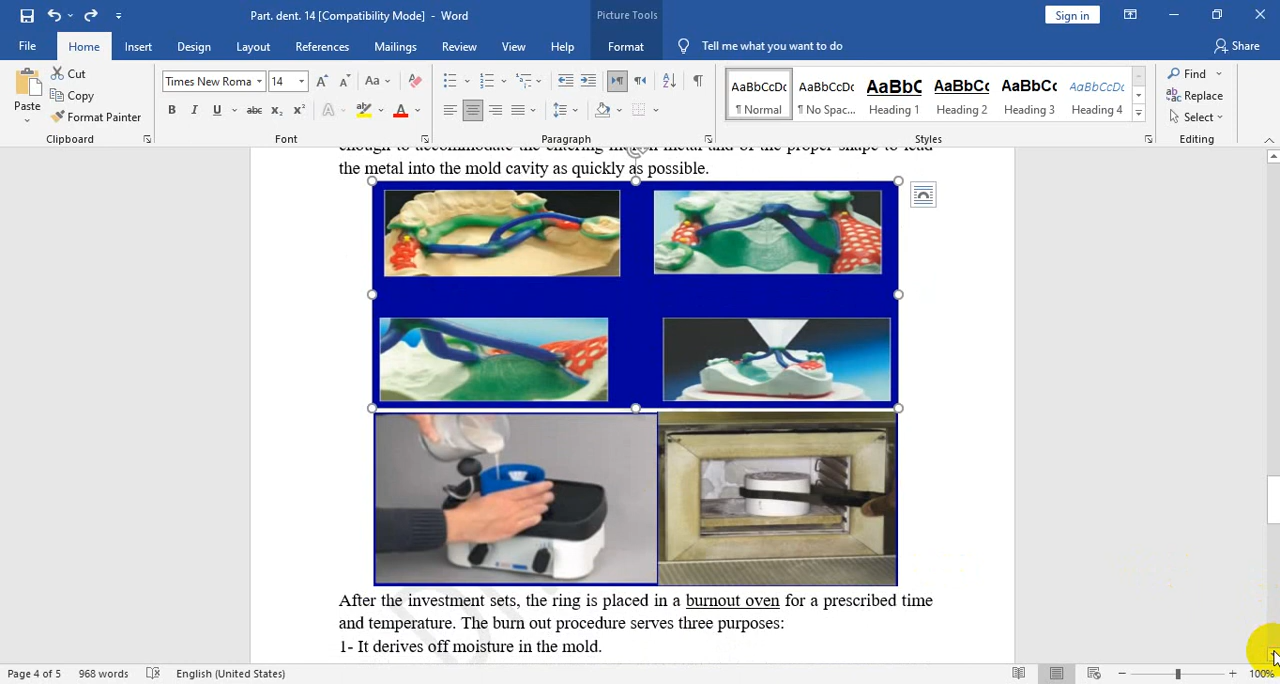 Part. dent. 14 [Compatibility Mode] - Word
Picture Tools
Sign in
File
Home
Insert
Design
Layout
References
Mailings
Review
View
Help
Format
Tell me what you want to do
Share
Paste
Cut
Copy
Format Painter
Clipboard
Times New Roma
14
Aa
B I U abc x₂ x² A A
Font
Paragraph
AaBbCcDc
¶ Normal
AaBbCcDc
¶ No Spac...
AaBbC
Heading 1
AaBbCc
Heading 2
AaBbCc
Heading 3
AaBbCcDc
Heading 4
Styles
Find
Replace
Select
Editing
the metal into the mold cavity as quickly as possible.
After the investment sets, the ring is placed in a burnout oven for a prescribed time
and temperature. The burn out procedure serves three purposes:
1- It derives off moisture in the mold.
Page 4 of 5
968 words
English (United States)
100%